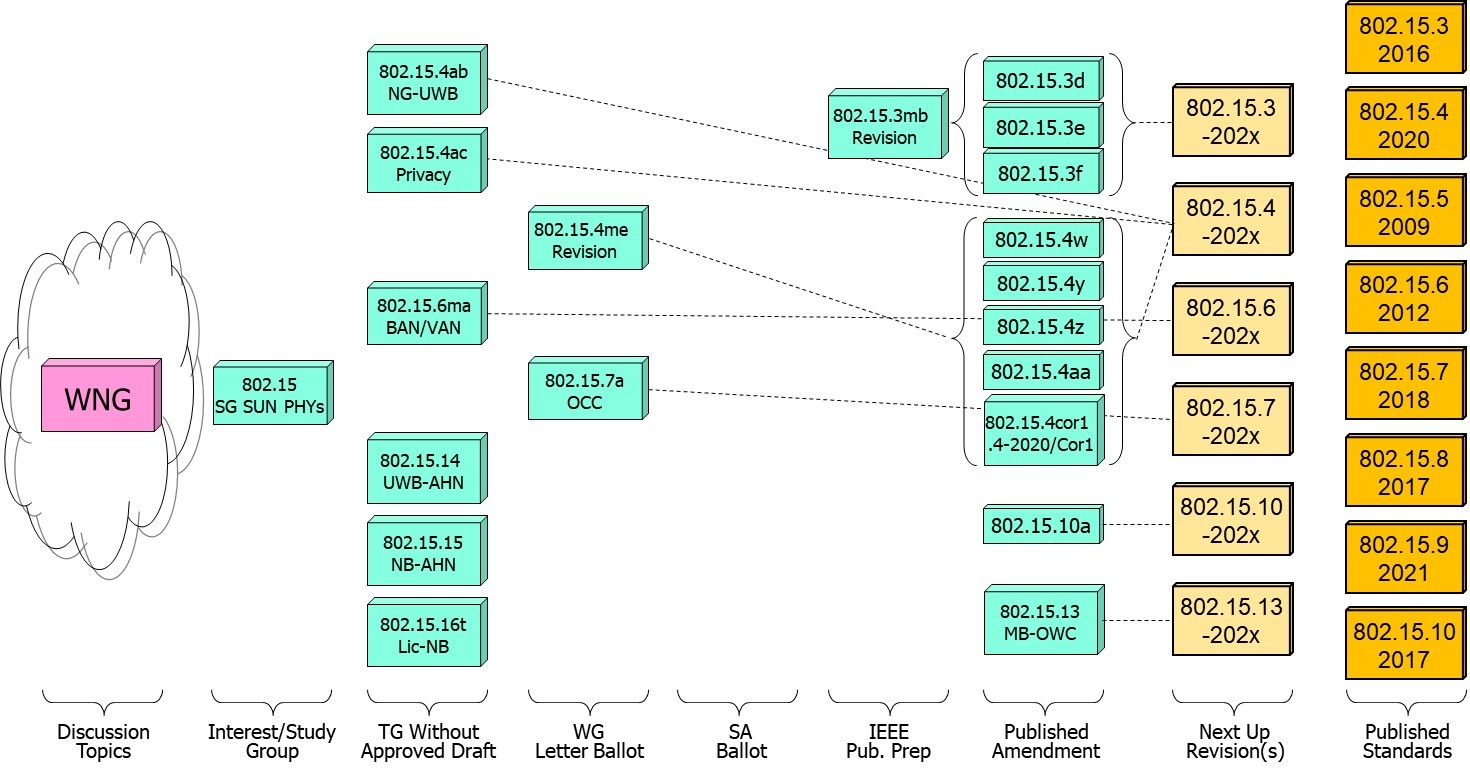 WNG
802.15
SG SUN PHYs
802.15.4ab
NG-UWB
802.15.4ac
Privacy
802.15.6ma
BAN/VAN
802.15.14
UWB-AHN
802.15.15
NB-AHN
802.15.16t
Lic-NB
802.15.4me
Revision
802.15.7a
OCC
802.15.3mb
Revision
802.15.3d
802.15.3e
802.15.3f
802.15.4w
802.15.4y
802.15.4z
802.15.4aa
802.15.4cor1
.4-2020/Cor1
802.15.10a
802.15.13
MB-OWC
802.15.3
-202x
802.15.4
-202x
802.15.6
-202x
802.15.7
-202x
802.15.10
-202x
802.15.13
-202x
802.15.3
2016
802.15.4
2020
802.15.5
2009
802.15.6
2012
802.15.7
2018
802.15.8
2017
802.15.9
2021
802.15.10
2017
Discussion
Topics
Interest/Study
Group
TG Without
Approved Draft
WG
Letter Ballot
SA
Ballot
IEEE
Pub. Prep
Published
Amendment
Next Up
Revision(s)
Published
Standards